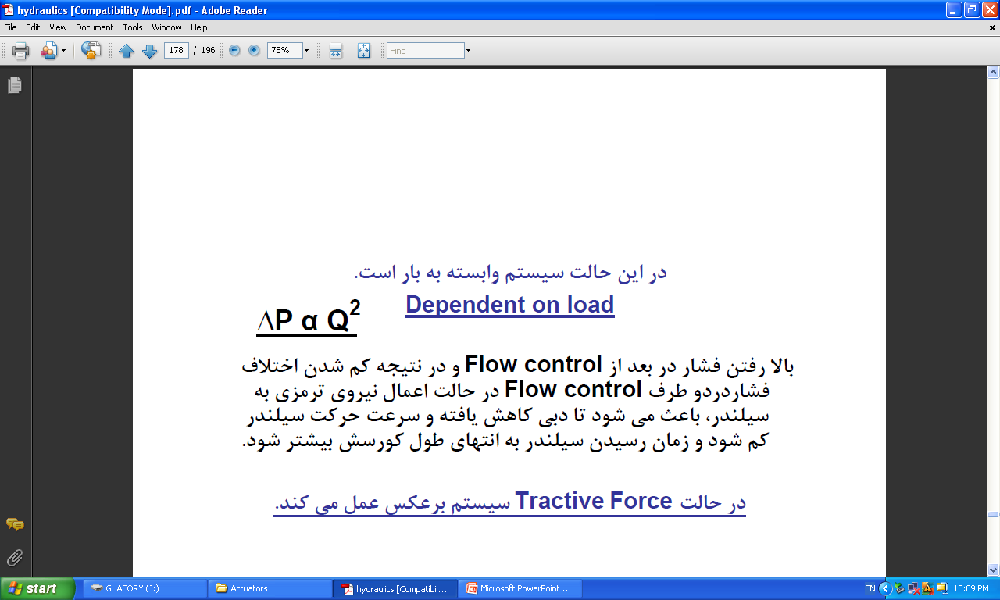 hydraulics [Compatibility Mode].pdf - Adobe Reader
File Edit View Document Tools Window Help
178 / 196 75% Find
در این حالت سیستم وابسته به بار است.
Dependent on load
∆P α Q²
بالا رفتن فشار در بعد از Flow control و در نتیجه کم شدن اختلاف
فشاردردو طرف Flow control در حالت اعمال نیروی ترمزی به
سیلندر، باعث می شود تا دبی کاهش یافته و سرعت حرکت سیلندر
کم شود و زمان رسیدن سیلندر به انتهای طول کورسش بیشتر شود.
در حالت Tractive Force سیستم برعکس عمل می کند.
start GHAFORY (J:) Actuators hydraulics [Compatibil... Microsoft PowerPoint ... EN 10:09 PM